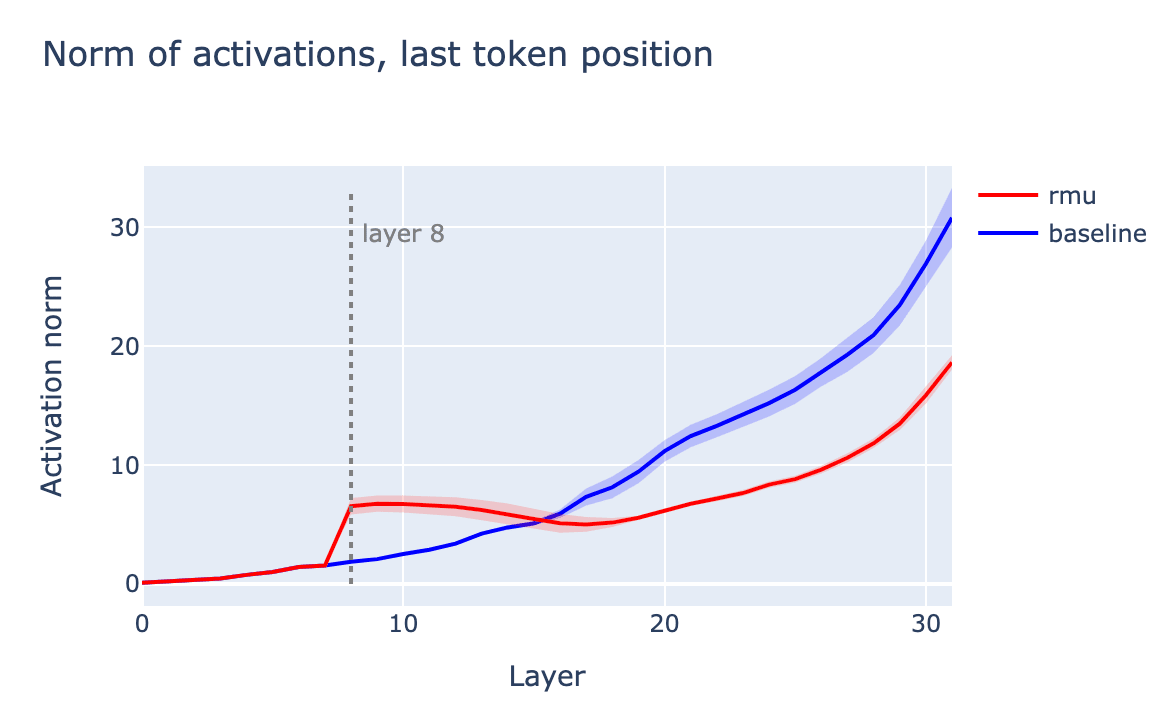 Norm of activations, last token position
rmu
baseline
layer 8
Activation norm
30
20
10
0
0
10
20
30
Layer